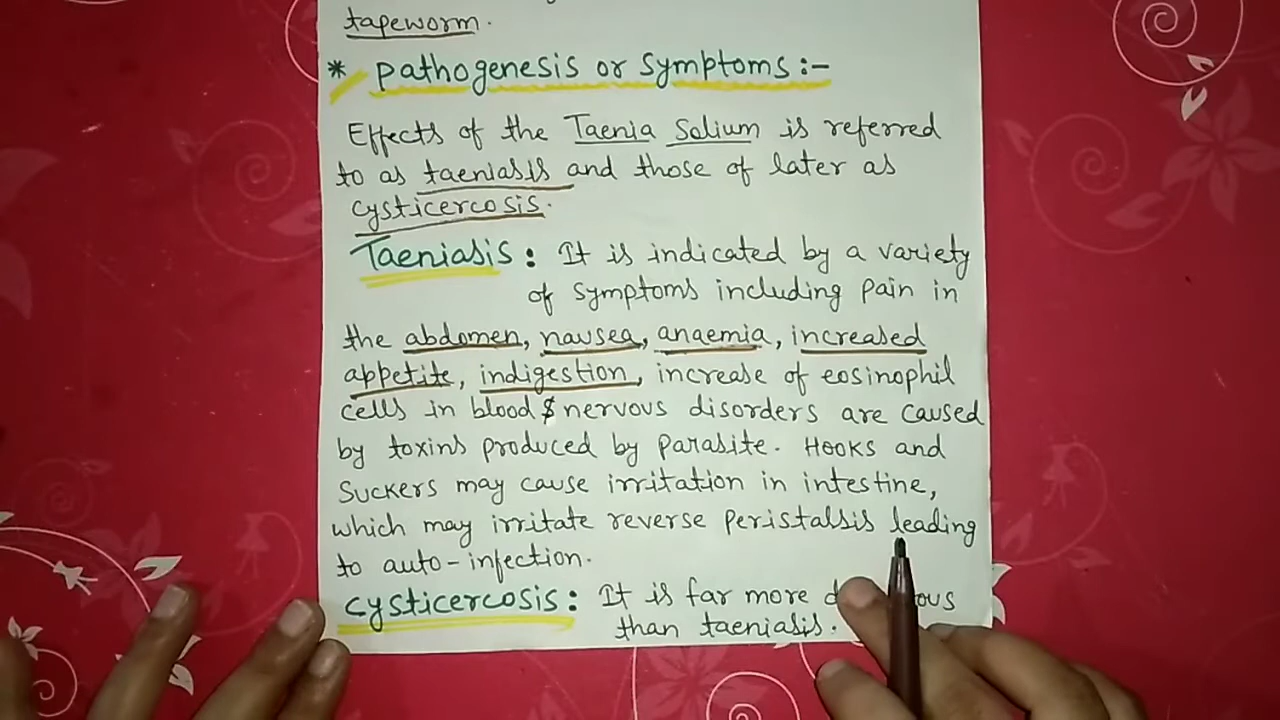 tapeworm.
* Pathogenesis or Symptoms :-
Effects of the Taenia Solium is referred
to as taeniasis and those of later as
cysticercosis.
Taeniasis : It is indicated by a variety
of symptoms including pain in
the abdomen, nausea, anaemia, increased
appetite, indigestion, increase of eosinophil
cells in blood $ nervous disorders are caused
by toxins produced by parasite. Hooks and
Suckers may cause irritation in intestine,
which may irritate reverse peristalsis leading
to auto-infection.
Cysticercosis : It is far more
than taeniasis.